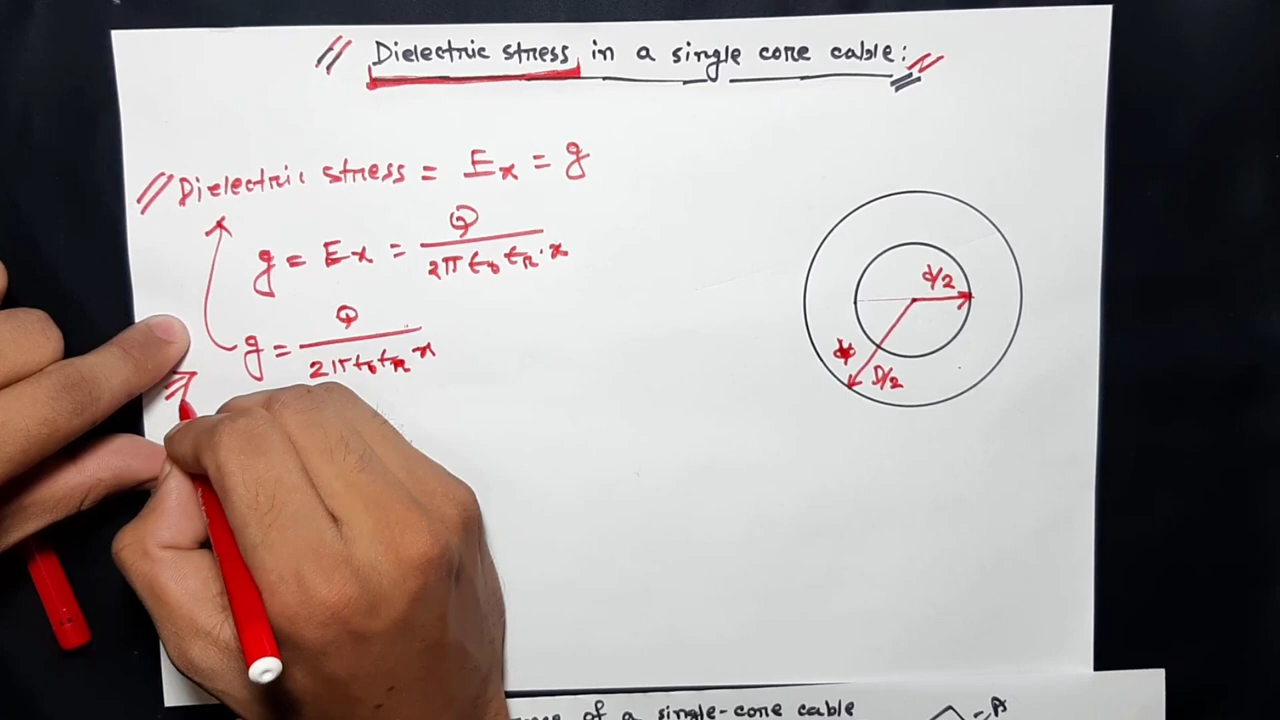 // Dielectric stress in a single core cable: //
// Dielectric stress = Ex = g
g = Ex = Q / 2π ε0 εr . x
g = Q / 2π ε0 εr x
d/2
D/2
of a single-core cable